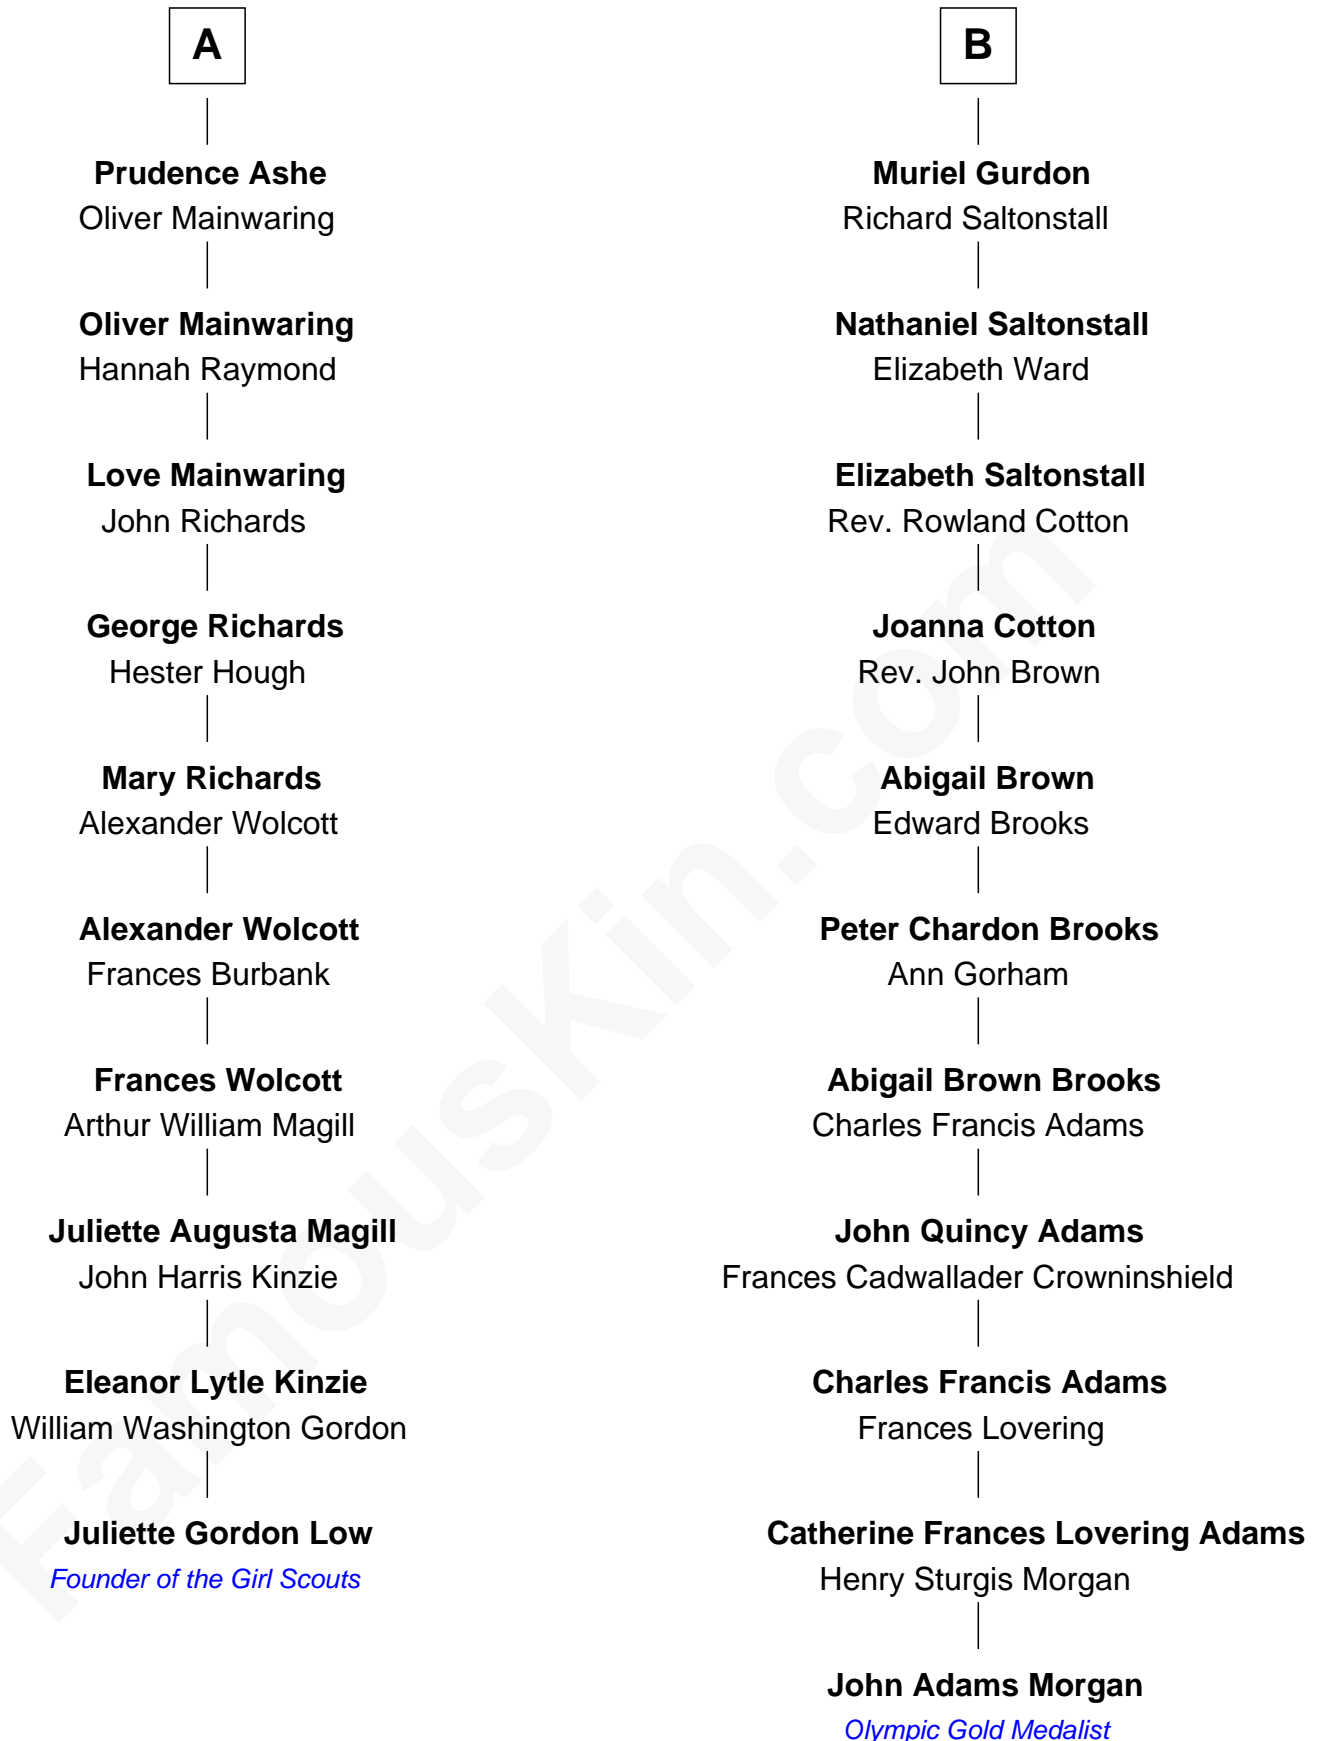 A
Prudence Ashe
Oliver Mainwaring
Oliver Mainwaring
Hannah Raymond
Love Mainwaring
John Richards
George Richards
Hester Hough
Mary Richards
Alexander Wolcott
Alexander Wolcott
Frances Burbank
Frances Wolcott
Arthur William Magill
Juliette Augusta Magill
John Harris Kinzie
Eleanor Lytle Kinzie
William Washington Gordon
Juliette Gordon Low
Founder of the Girl Scouts
B
Muriel Gurdon
Richard Saltonstall
Nathaniel Saltonstall
Elizabeth Ward
Elizabeth Saltonstall
Rev. Rowland Cotton
Joanna Cotton
Rev. John Brown
Abigail Brown
Edward Brooks
Peter Chardon Brooks
Ann Gorham
Abigail Brown Brooks
Charles Francis Adams
John Quincy Adams
Frances Cadwallader Crowninshield
Charles Francis Adams
Frances Lovering
Catherine Frances Lovering Adams
Henry Sturgis Morgan
John Adams Morgan
Olympic Gold Medalist
FamousKin.com